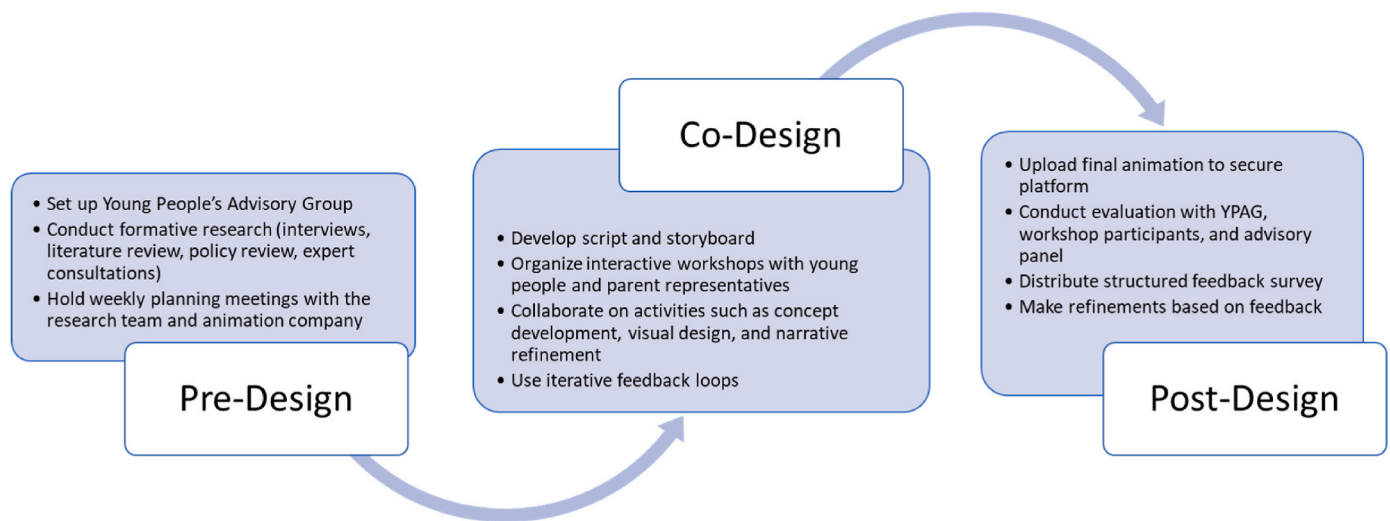 • Set up Young People’s Advisory Group
• Conduct formative research (interviews,
literature review, policy review, expert
consultations)
• Hold weekly planning meetings with the
research team and animation company
Pre-Design
Co-Design
• Develop script and storyboard
• Organize interactive workshops with young
people and parent representatives
• Collaborate on activities such as concept
development, visual design, and narrative
refinement
• Use iterative feedback loops
• Upload final animation to secure
platform
• Conduct evaluation with YPAG,
workshop participants, and advisory
panel
• Distribute structured feedback survey
• Make refinements based on feedback
Post-Design